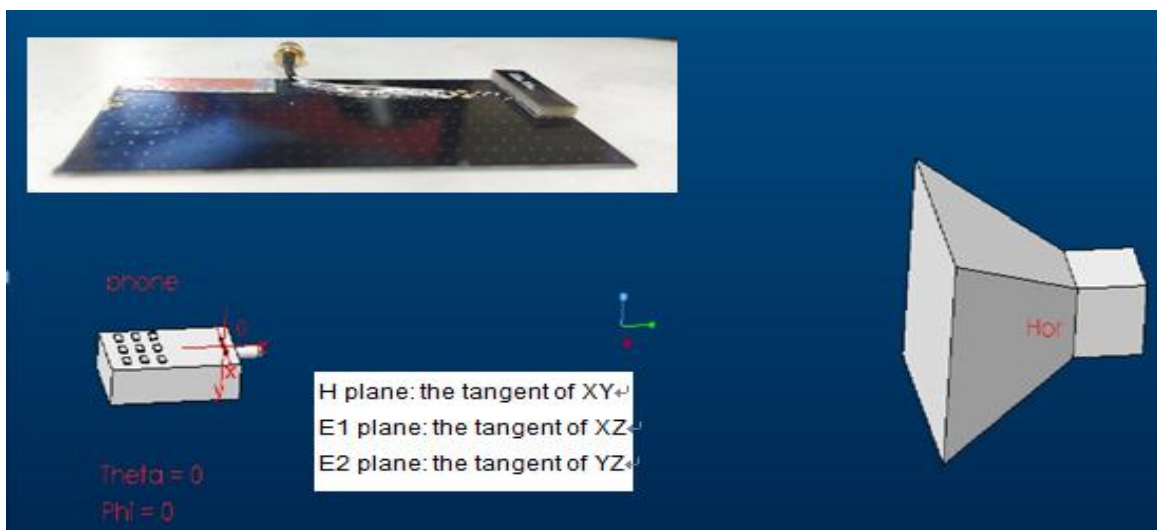 phone
X
Hor
H plane: the tangent of XY↵
E1 plane: the tangent of XZ↵
E2 plane: the tangent of YZ↵
Theta = 0
Phi = 0